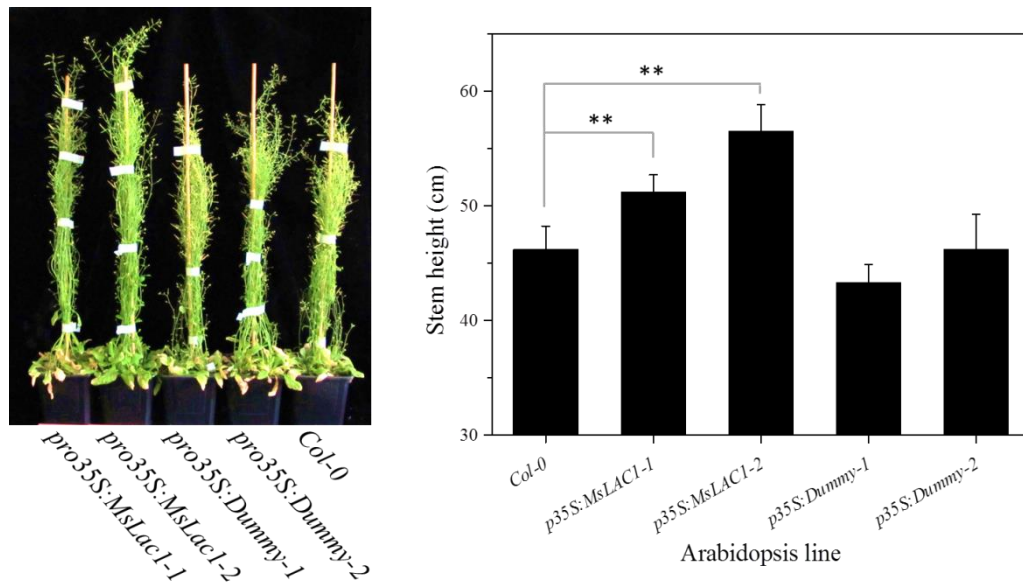 pro35S:MsLac1-1
pro35S:MsLac1-2
pro35S:Dummy-1
pro35S:Dummy-2
Col-0
Stem height (cm)
60
50
40
30
**
**
Col-0
p35S:MsLAC1-1
p35S:MsLAC1-2
p35S:Dummy-1
p35S:Dummy-2
Arabidopsis line